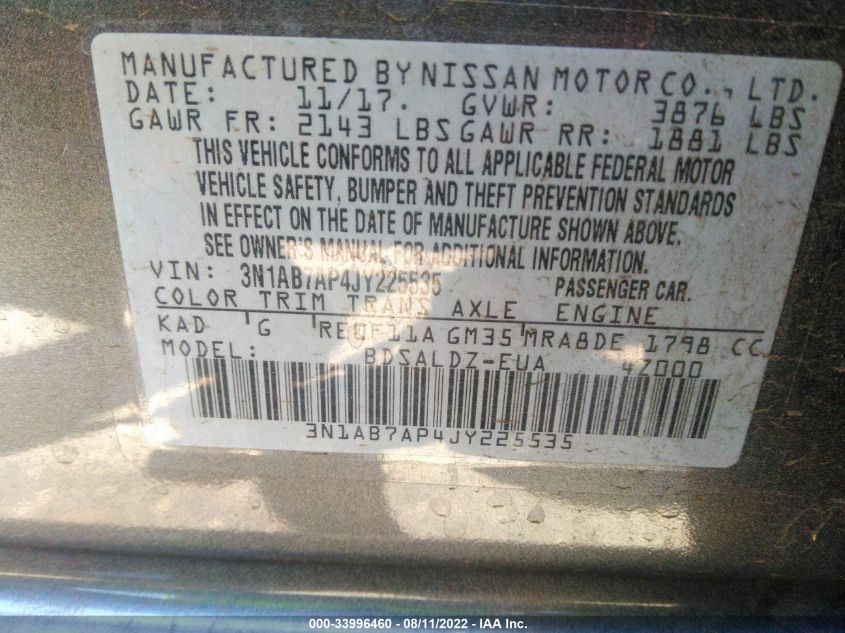 MANUFACTURED BY NISSAN MOTOR CO., LTD.
DATE: 11/17. GVWR: 3876 LBS
GAWR FR: 2143 LBS GAWR RR: 1881 LBS
THIS VEHICLE CONFORMS TO ALL APPLICABLE FEDERAL MOTOR
VEHICLE SAFETY, BUMPER AND THEFT PREVENTION STANDARDS
IN EFFECT ON THE DATE OF MANUFACTURE SHOWN ABOVE.
SEE OWNER'S MANUAL FOR ADDITIONAL INFORMATION.
VIN: 3N1AB7AP4JY225535 PASSENGER CAR.
COLOR TRIM TRANS AXLE ENGINE
KAD G RE0F11A GM35 MRA8DE 1798 CC
MODEL: BDSALDZ-EUA 47000
3N1AB7AP4JY225535
000-33996460 - 08/11/2022 - IAA Inc.